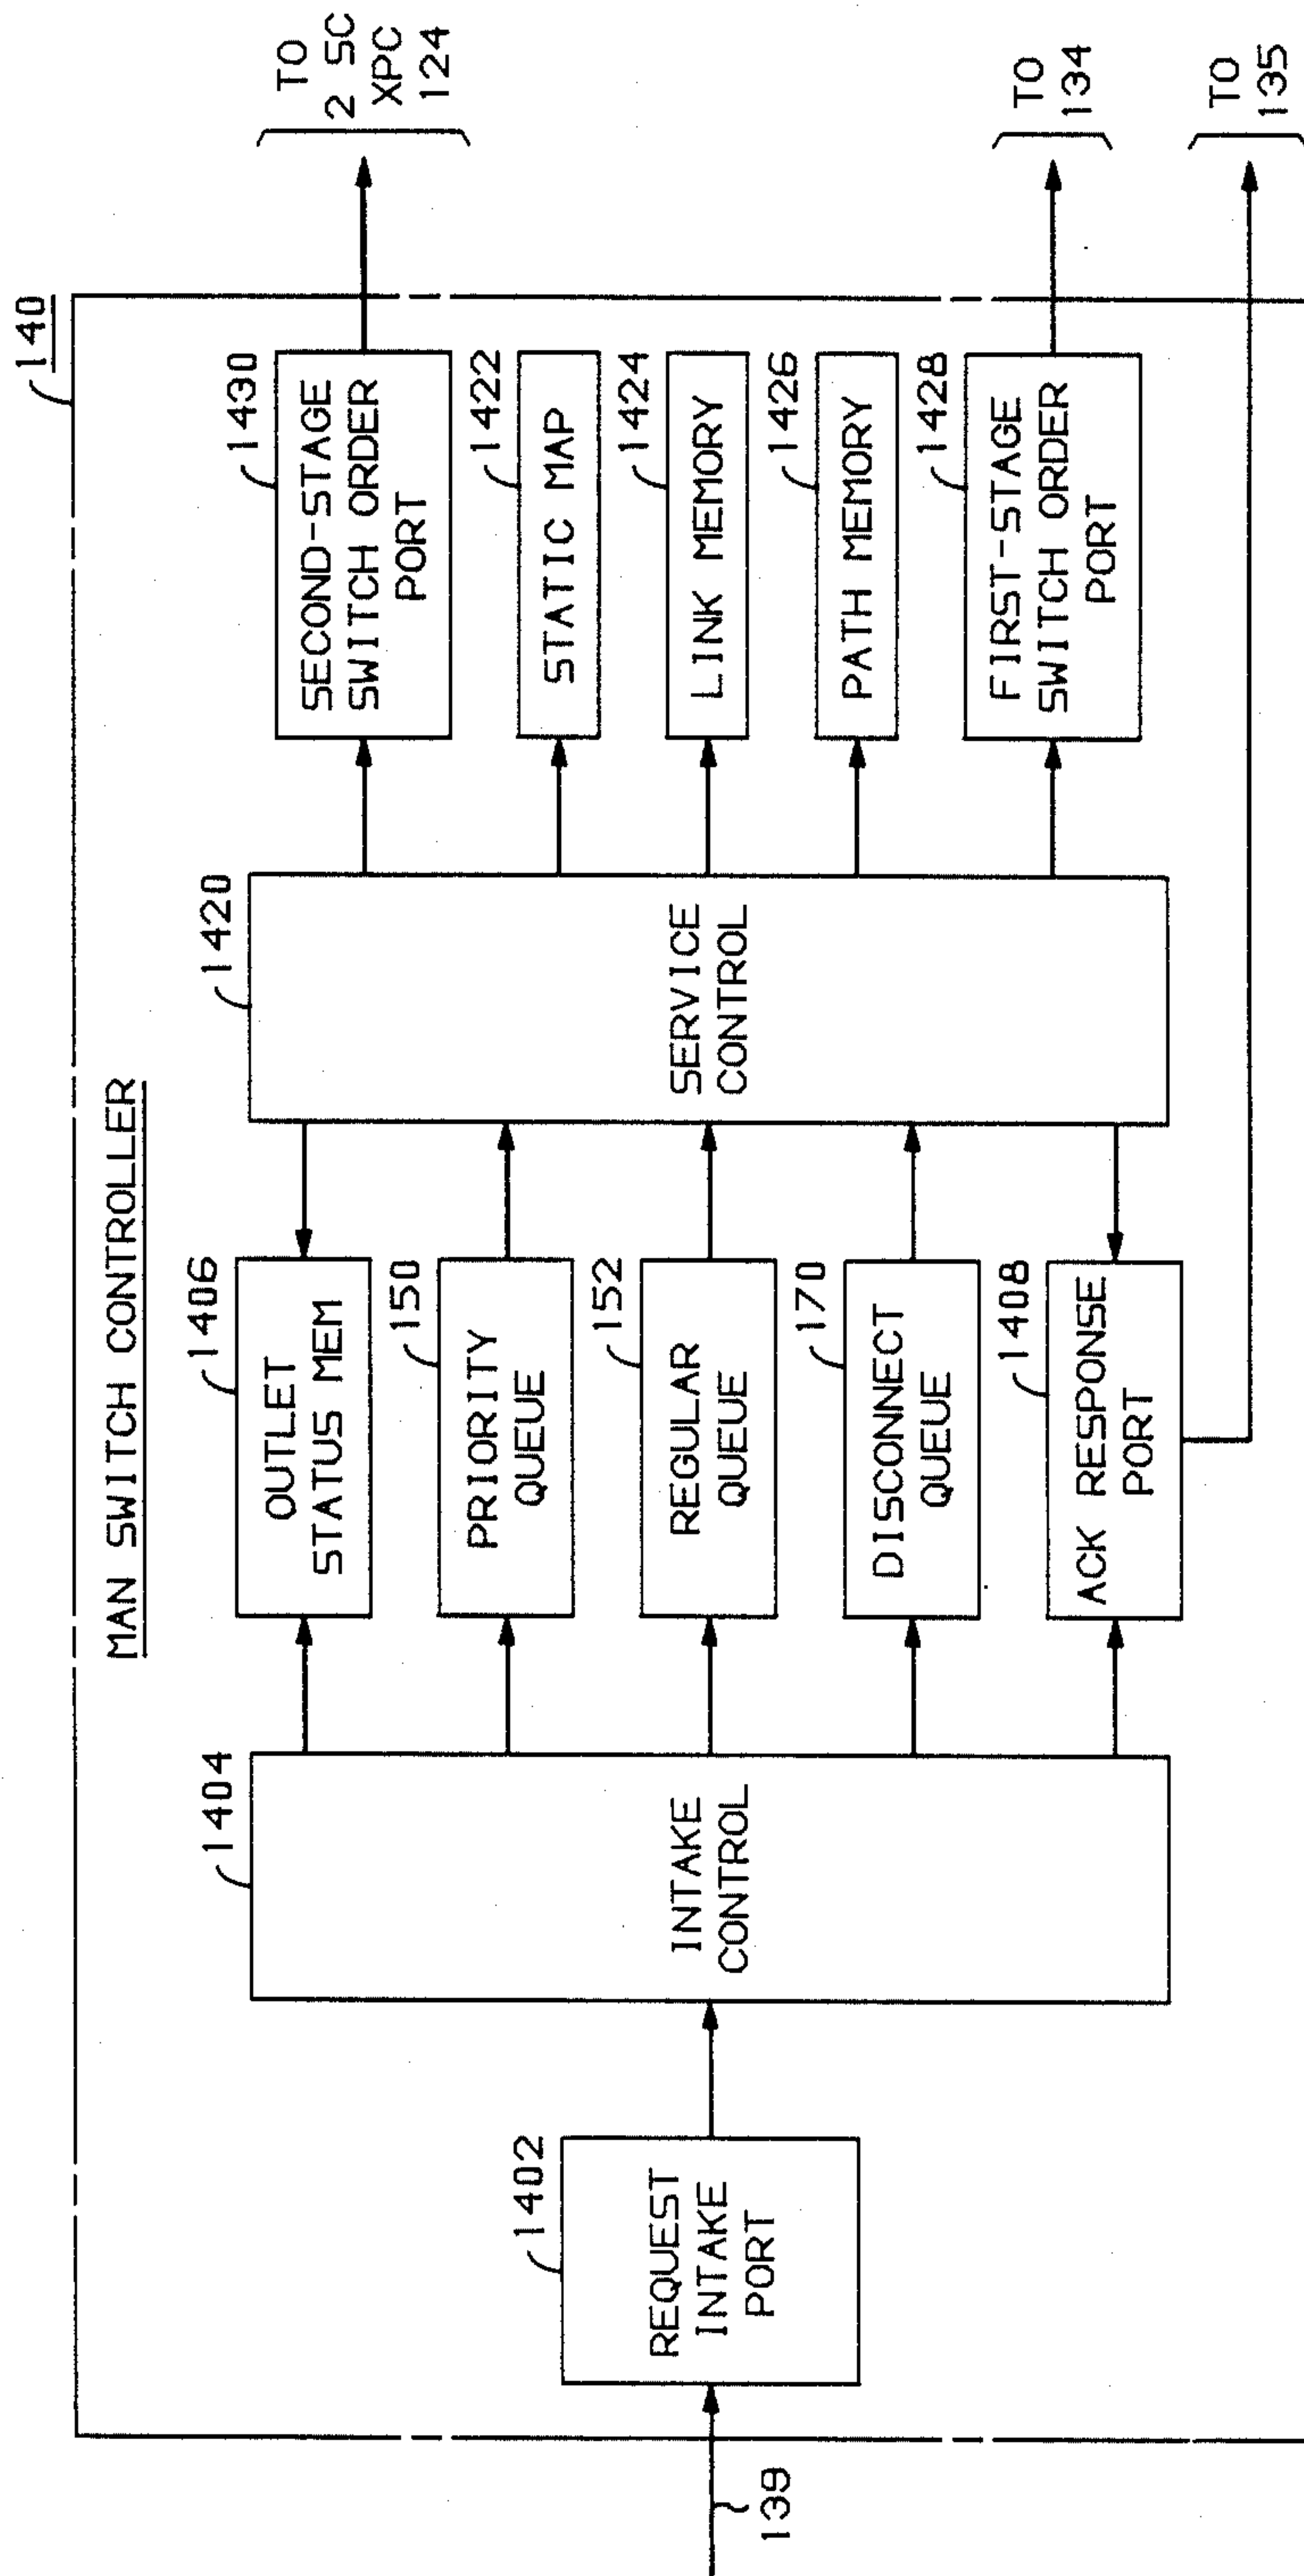 MAN SWITCH CONTROLLER
140
139
1402
REQUEST
INTAKE
PORT
1404
INTAKE
CONTROL
1406
OUTLET
STATUS MEM
150
PRIORITY
QUEUE
152
REGULAR
QUEUE
170
DISCONNECT
QUEUE
1408
ACK RESPONSE
PORT
1420
SERVICE
CONTROL
1430
SECOND-STAGE
SWITCH ORDER
PORT
1422
STATIC MAP
1424
LINK MEMORY
1426
PATH MEMORY
1428
FIRST-STAGE
SWITCH ORDER
PORT
TO
2 SC
XPC
124
TO
134
TO
135